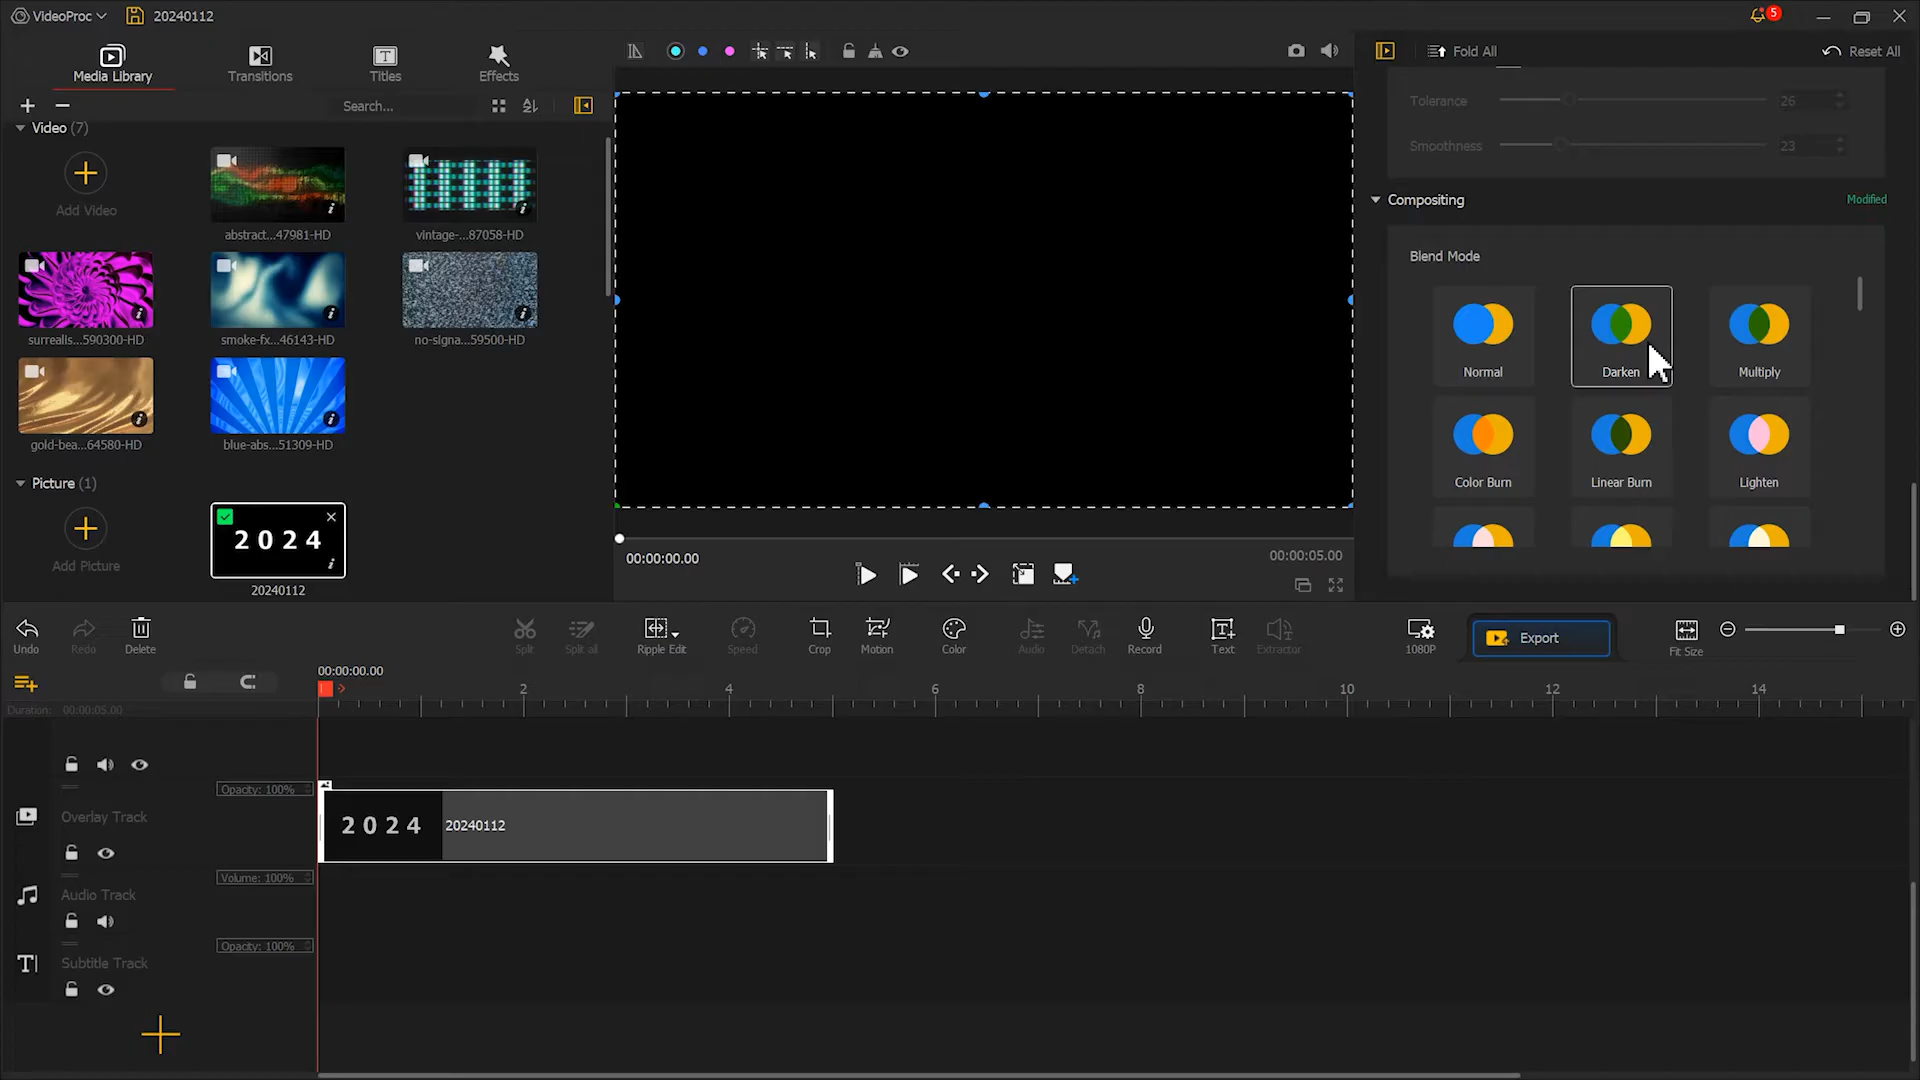 VideoProc
20240112
5
Media Library
Transitions
Titles
Effects
Fold All
Reset All
Search...
Video (7)
Add Video
abstract...47981-HD
vintage-...87058-HD
surrealis...590300-HD
smoke-fx...46143-HD
no-signa...59500-HD
gold-bea...64580-HD
blue-abs...51309-HD
Picture (1)
Add Picture
2024
20240112
00:00:00.00
00:00:05.00
Tolerance
26
Smoothness
23
Compositing
Modified
Blend Mode
Normal
Darken
Multiply
Color Burn
Linear Burn
Lighten
Undo
Redo
Delete
Split
Split all
Ripple Edit
Speed
Crop
Motion
Color
Audio
Detach
Record
Text
Extractor
1080P
Export
Fit Size
00:00:00.00
2
4
6
8
10
12
14
Duration: 00:00:05.00
Opacity: 100%
Overlay Track
2024
20240112
Volume: 100%
Audio Track
Opacity: 100%
Subtitle Track